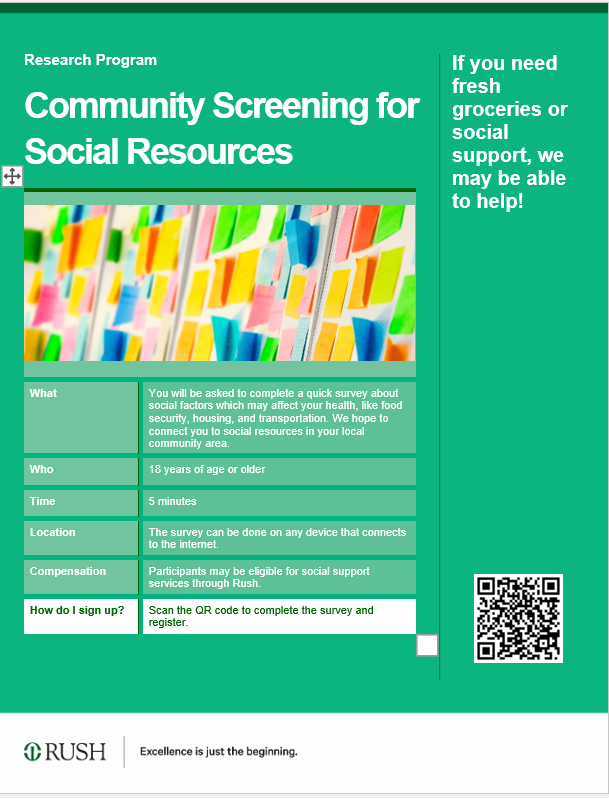 Research Program
Community Screening for
Social Resources
If you need
fresh
groceries or
social
support, we
may be able
to help!
What
You will be asked to complete a quick survey about
social factors which may affect your health, like food
security, housing, and transportation. We hope to
connect you to social resources in your local
community area.
Who
18 years of age or older
Time
5 minutes
Location
The survey can be done on any device that connects
to the internet.
Compensation
Participants may be eligible for social support
services through Rush.
How do I sign up?
Scan the QR code to complete the survey and
register.
RUSH
Excellence is just the beginning.